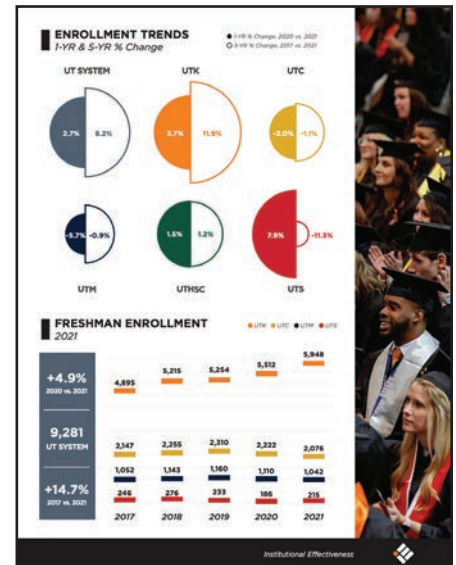 ENROLLMENT TRENDS
1-YR & 5-YR % Change
1-YR % Change, 2020 vs. 2021
5-YR % Change, 2017 vs. 2021
UT SYSTEM UTK UTC
2.7% 8.2% 3.7% 11.9% -2.0% -1.1%
-5.7% -0.9% 1.5% 1.2% 7.9% -11.3%
UTM UTHSC UTS
FRESHMAN ENROLLMENT
2021
UTK UTC UTM UTS
+4.9%
2020 vs. 2021
9,281
UT SYSTEM
+14.7%
2017 vs. 2021
4,895 5,215 5,254 5,512 5,948
2,147 2,255 2,310 2,222 2,076
1,052 1,143 1,160 1,110 1,042
246 276 233 186 215
2017 2018 2019 2020 2021
Institutional Effectiveness